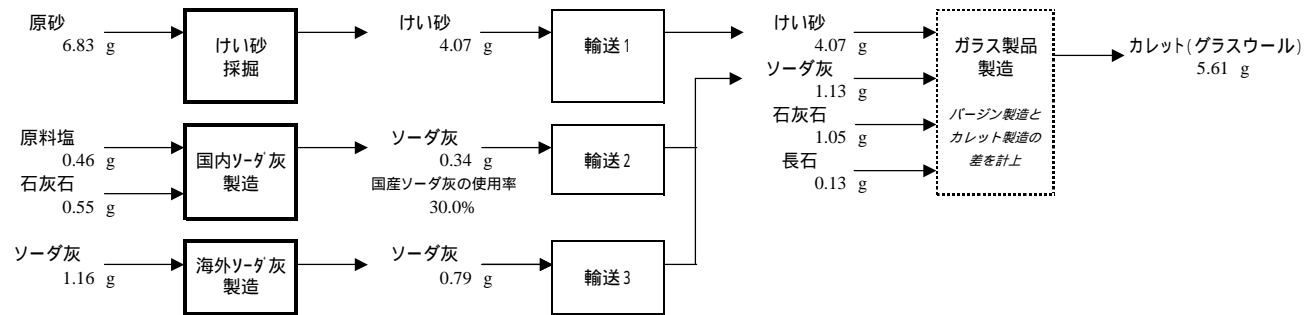 原砂
6.83 g
けい砂
採掘
けい砂
4.07 g
輸送1
けい砂
4.07 g
ソーダ灰
1.13 g
石灰石
1.05 g
長石
0.13 g
ガラス製品
製造
バージン製造と
カレット製造の
差を計上
カレット(グラスウール)
5.61 g
原料塩
0.46 g
石灰石
0.55 g
国内ソーダ灰
製造
ソーダ灰
0.34 g
国産ソーダ灰の使用率
30.0%
輸送2
ソーダ灰
1.16 g
海外ソーダ灰
製造
ソーダ灰
0.79 g
輸送3